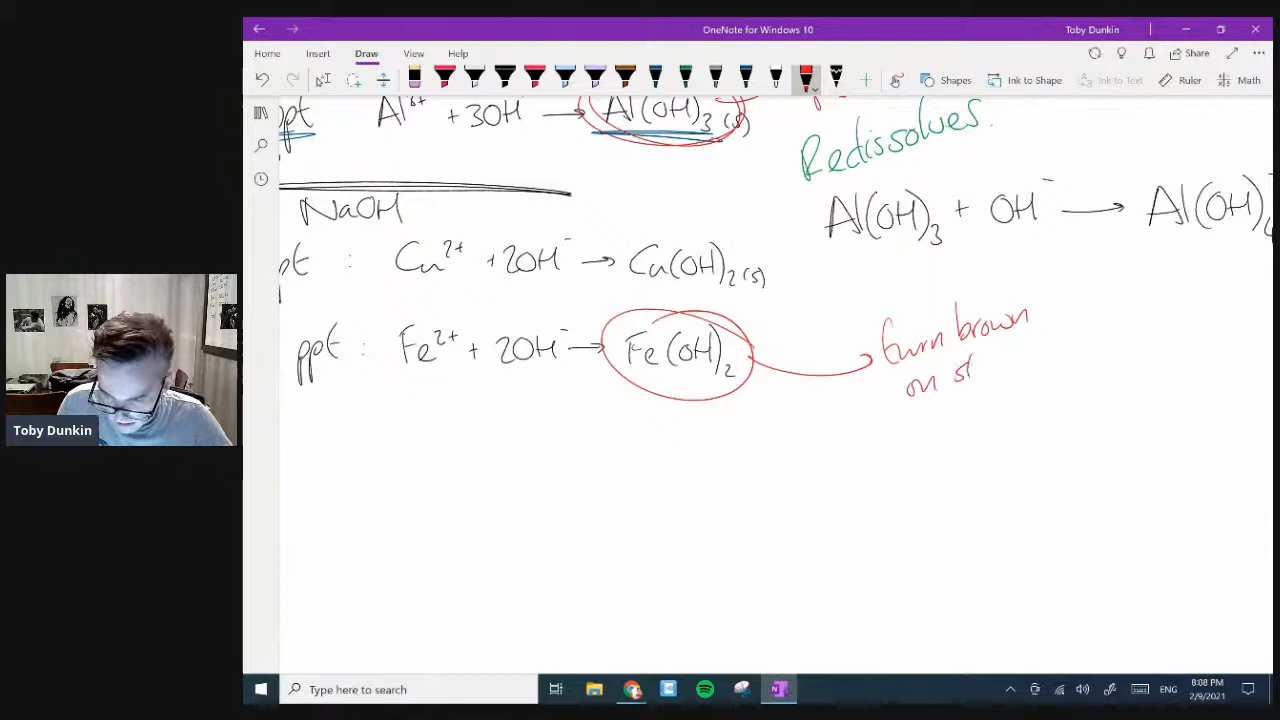 OneNote for Windows 10
Toby Dunkin
Home Insert Draw View Help
Share
Shapes Ink to Shape Ink to Text Ruler Math
ppt Al3+ + 3OH → Al(OH)3 (s)
Redissolves.
NaOH
Al(OH)3 + OH- → Al(OH)
pt : Cu2+ + 2OH- → Cu(OH)2(s)
ppt : Fe2+ + 2OH- → Fe(OH)2
turn brown
on st
Toby Dunkin
Type here to search
ENG
8:08 PM
2/9/2021